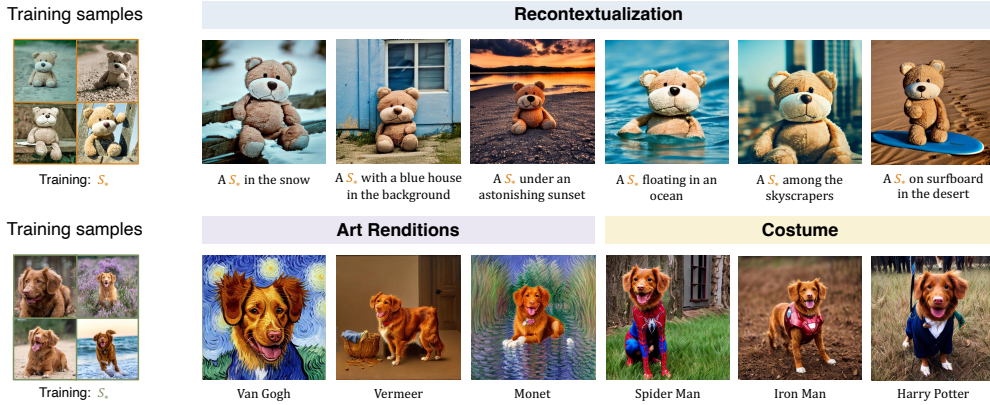 Training samples
Recontextualization
Training: S*
A S* in the snow
A S* with a blue house
in the background
A S* under an
astonishing sunset
A S* floating in an
ocean
A S* among the
skyscrapers
A S* on surfboard
in the desert
Training samples
Art Renditions
Costume
Training: S*
Van Gogh
Vermeer
Monet
Spider Man
Iron Man
Harry Potter